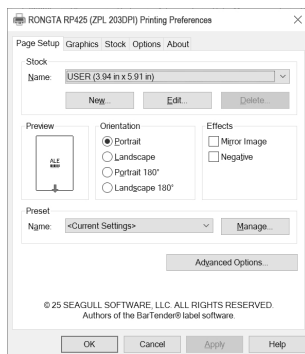 RONGTA RP425 (ZPL 203DPI) Printing Preferences
Page Setup Graphics Stock Options About
Stock
Name: USER (3.94 in x 5.91 in)
New... Edit... Delete...
Preview
ALE
Orientation
Portrait
Landscape
Portrait 180°
Landscape 180°
Effects
Mirror Image
Negative
Preset
Name: <Current Settings> Manage...
Advanced Options...
© 25 SEAGULL SOFTWARE, LLC. ALL RIGHTS RESERVED.
Authors of the BarTender® label software.
OK Cancel Apply Help